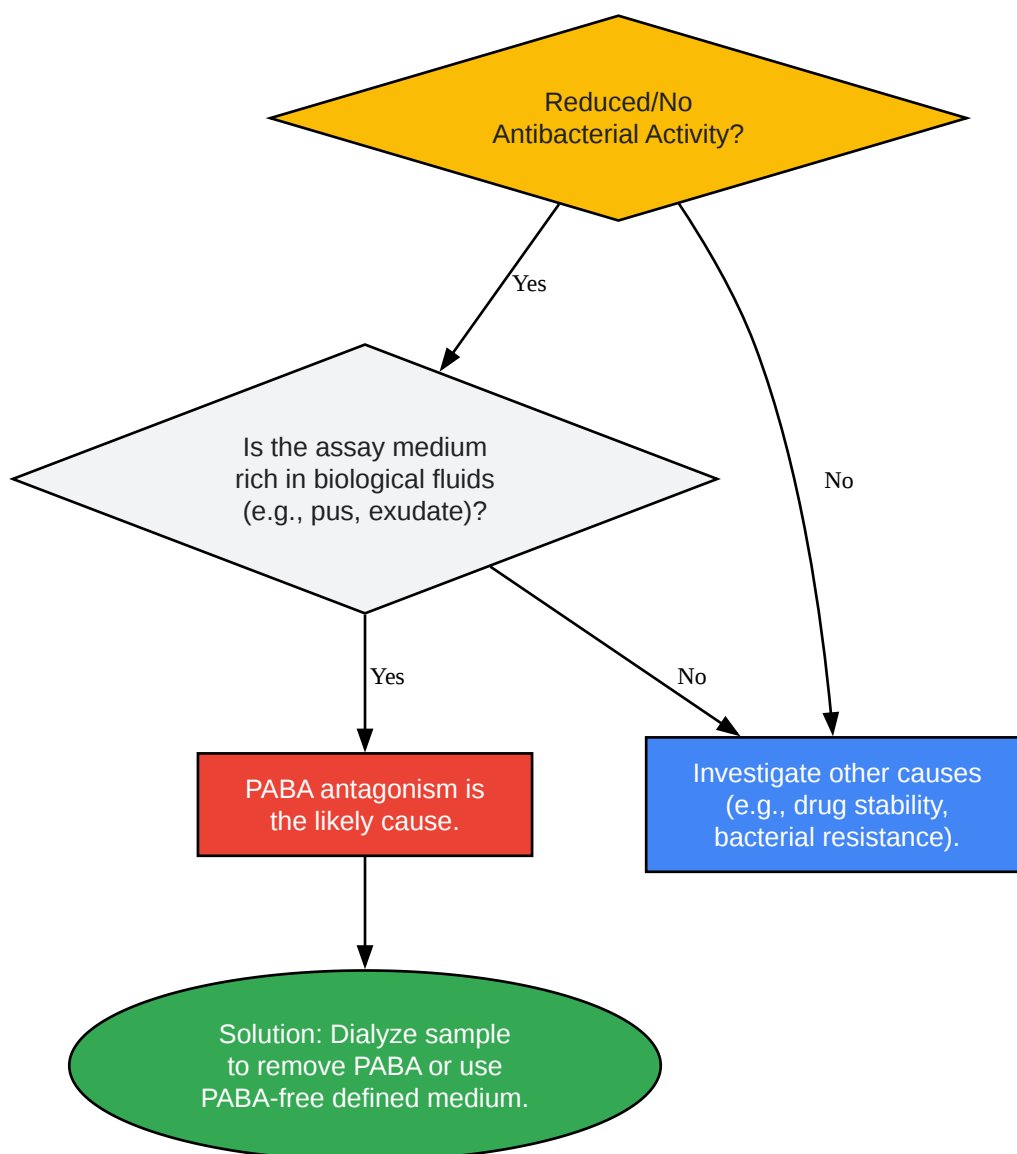 Reduced/No
Antibacterial Activity?
Yes
No
Is the assay medium
rich in biological fluids
(e.g., pus, exudate)?
Yes
No
PABA antagonism is
the likely cause.
Investigate other causes
(e.g., drug stability,
bacterial resistance).
Solution: Dialyze sample
to remove PABA or use
PABA-free defined medium.